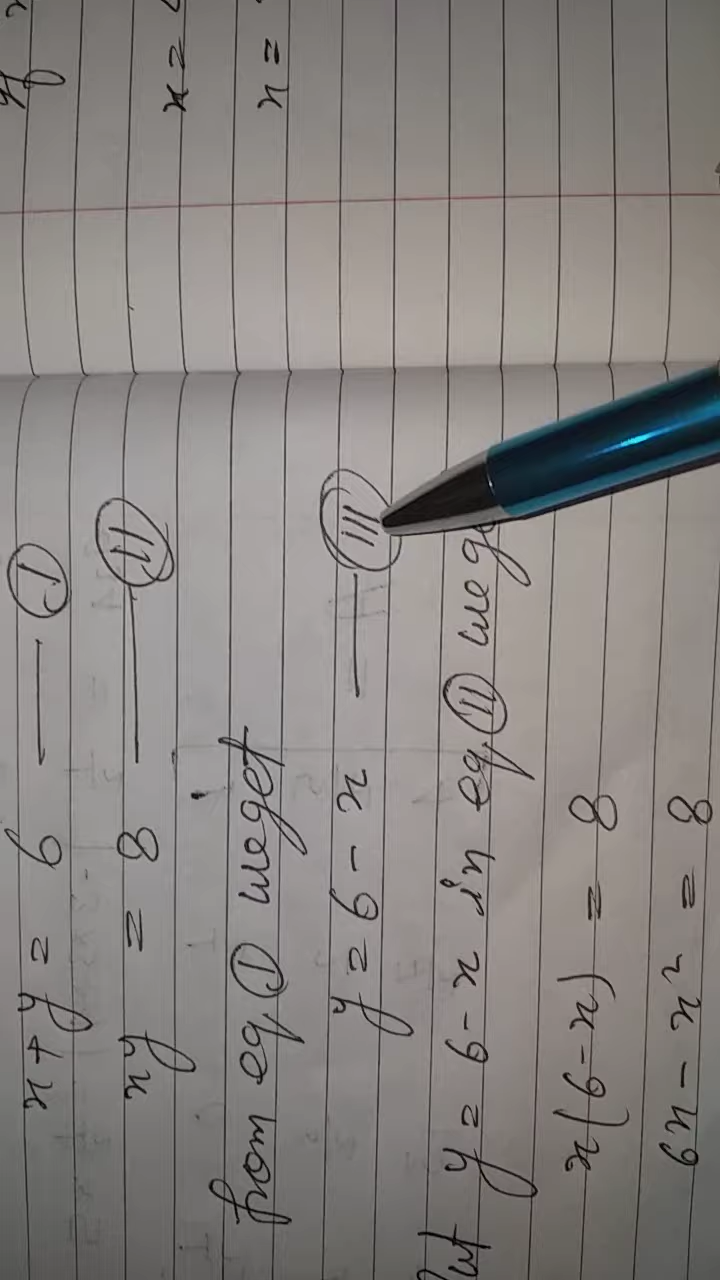 x + y = 6 — I
xy = 8 — II
from eq. I we get
y = 6 - x — iii
Put y = 6 - x in eq. II we ge
x(6-x) = 8
6x - x² = 8
x =
x =